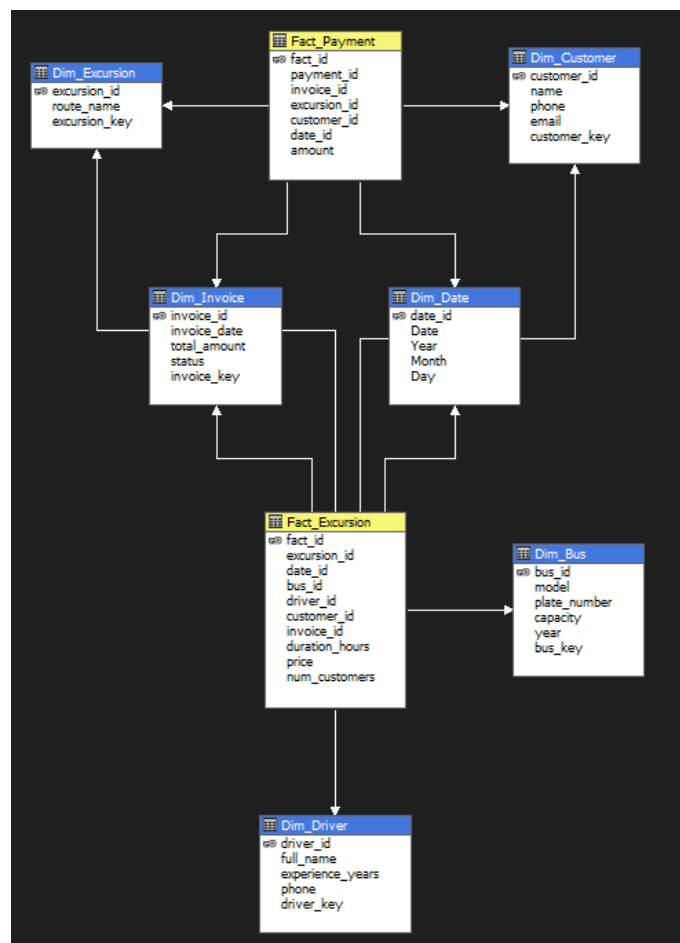 Fact_Payment
fact_id
payment_id
invoice_id
excursion_id
customer_id
date_id
amount
Dim_Excursion
excursion_id
route_name
excursion_key
Dim_Customer
customer_id
name
phone
email
customer_key
Dim_Invoice
invoice_id
invoice_date
total_amount
status
invoice_key
Dim_Date
date_id
Date
Year
Month
Day
Fact_Excursion
fact_id
excursion_id
date_id
bus_id
driver_id
customer_id
invoice_id
duration_hours
price
num_customers
Dim_Bus
bus_id
model
plate_number
capacity
year
bus_key
Dim_Driver
driver_id
full_name
experience_years
phone
driver_key